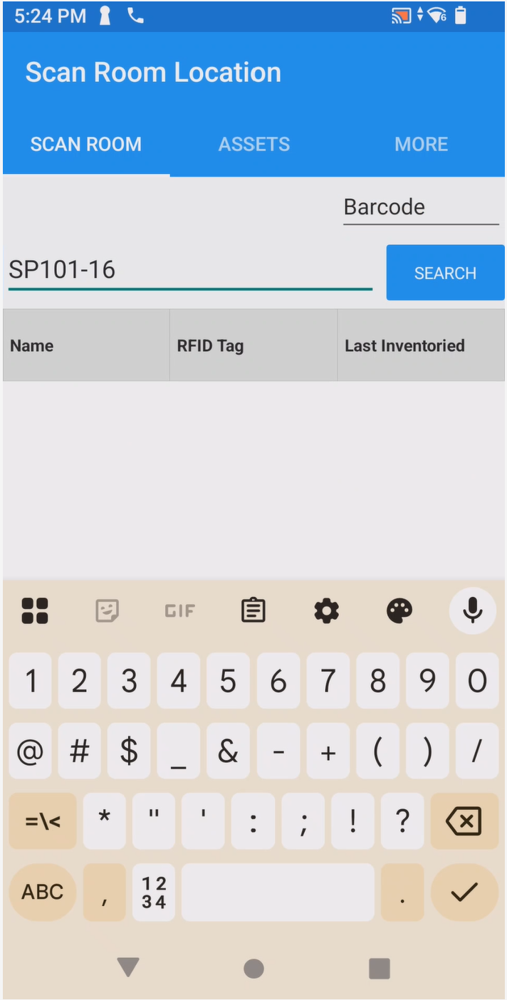 5:24 PM 6
Scan Room Location
SCAN ROOM ASSETS MORE
Barcode
SP101-16
SEARCH
Name RFID Tag Last Inventoried
GIF
1 2 3 4 5 6 7 8 9 0
@ # $ _ & - + ( ) /
=\< * " ' : ; ! ?
ABC , 12 34 .